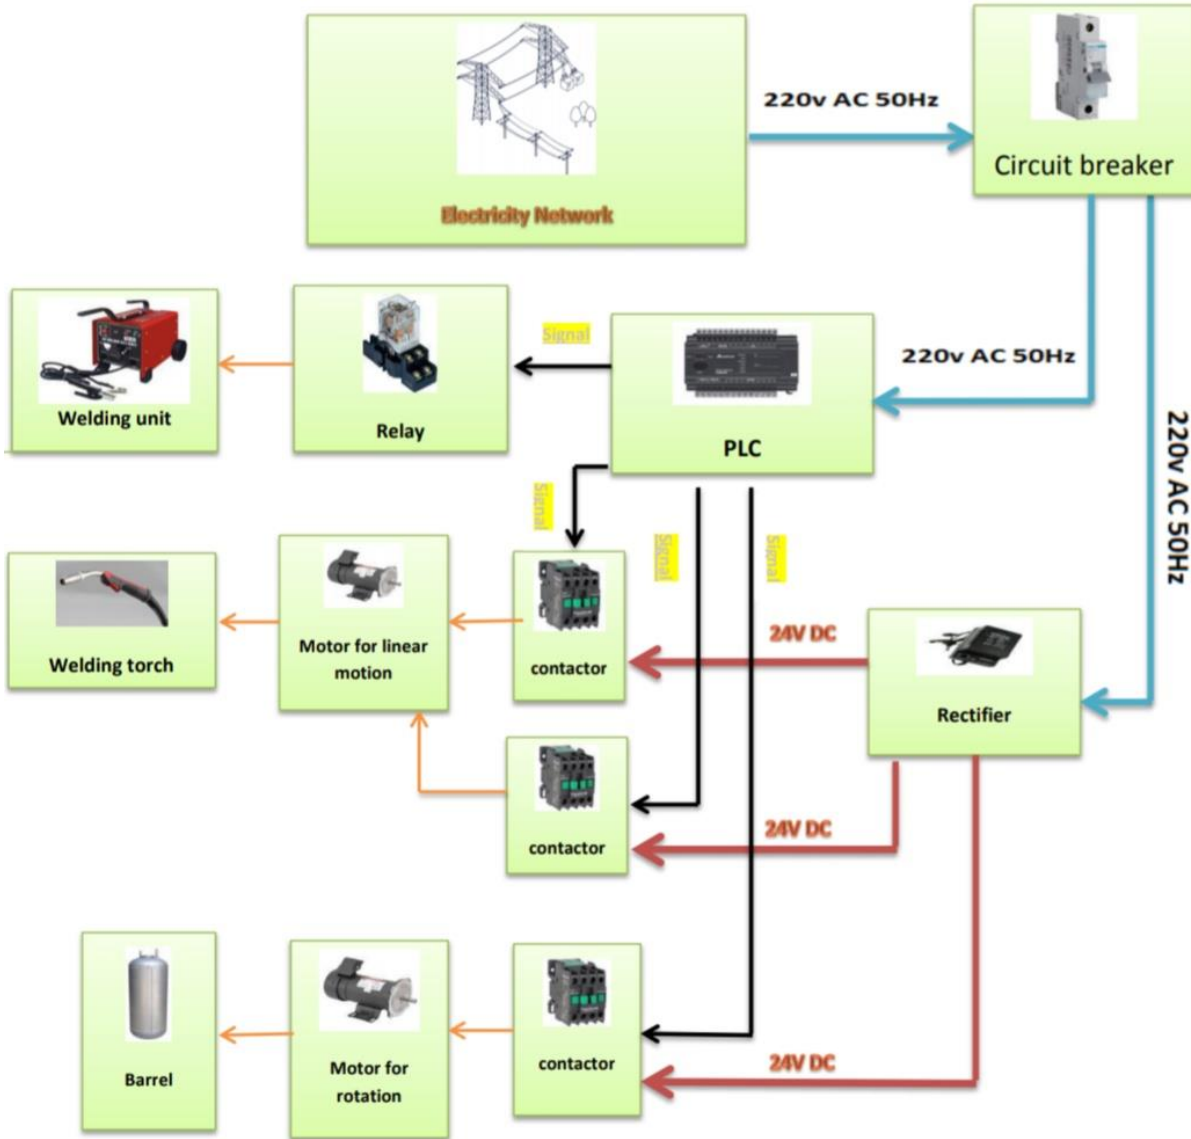 220v AC 50Hz
Circuit breaker
Electricity Network
Signal
220v AC 50Hz
Welding unit
Relay
PLC
220v AC 50Hz
Signal
Signal
Signal
24V DC
Motor for linear
motion
Welding torch
contactor
Rectifier
24V DC
contactor
24V DC
contactor
Motor for
rotation
Barrel